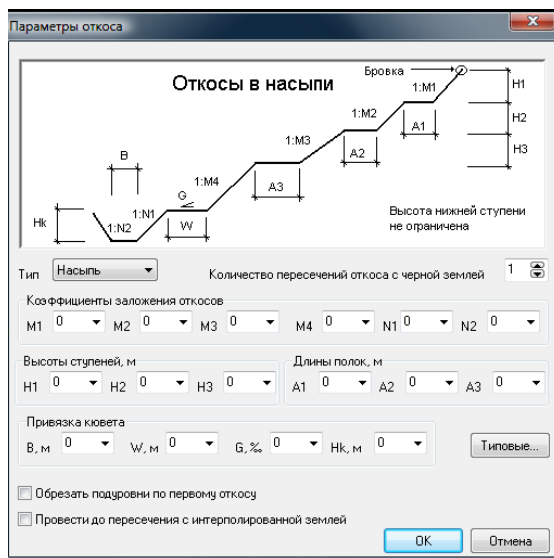 Параметры откоса
Откосы в насыпи
Бровка
1:M1
H1
1:M2
A1
H2
1:M3
A2
H3
B
1:M4
A3
G
Hk
1:N2
1:N1
W
Высота нижней ступени
не ограничена
Тип Насыпь Количество пересечений откоса с черной землей 1
Коэффициенты заложения откосов
M1 0 M2 0 M3 0 M4 0 N1 0 N2 0
Высоты ступеней, м Длины полок, м
H1 0 H2 0 H3 0 A1 0 A2 0 A3 0
Привязка кювета
B, м 0 W, м 0 G, ‰ 0 Hk, м 0 Типовые...
Обрезать подуровни по первому откосу
Провести до пересечения с интерполированной землей
OK Отмена